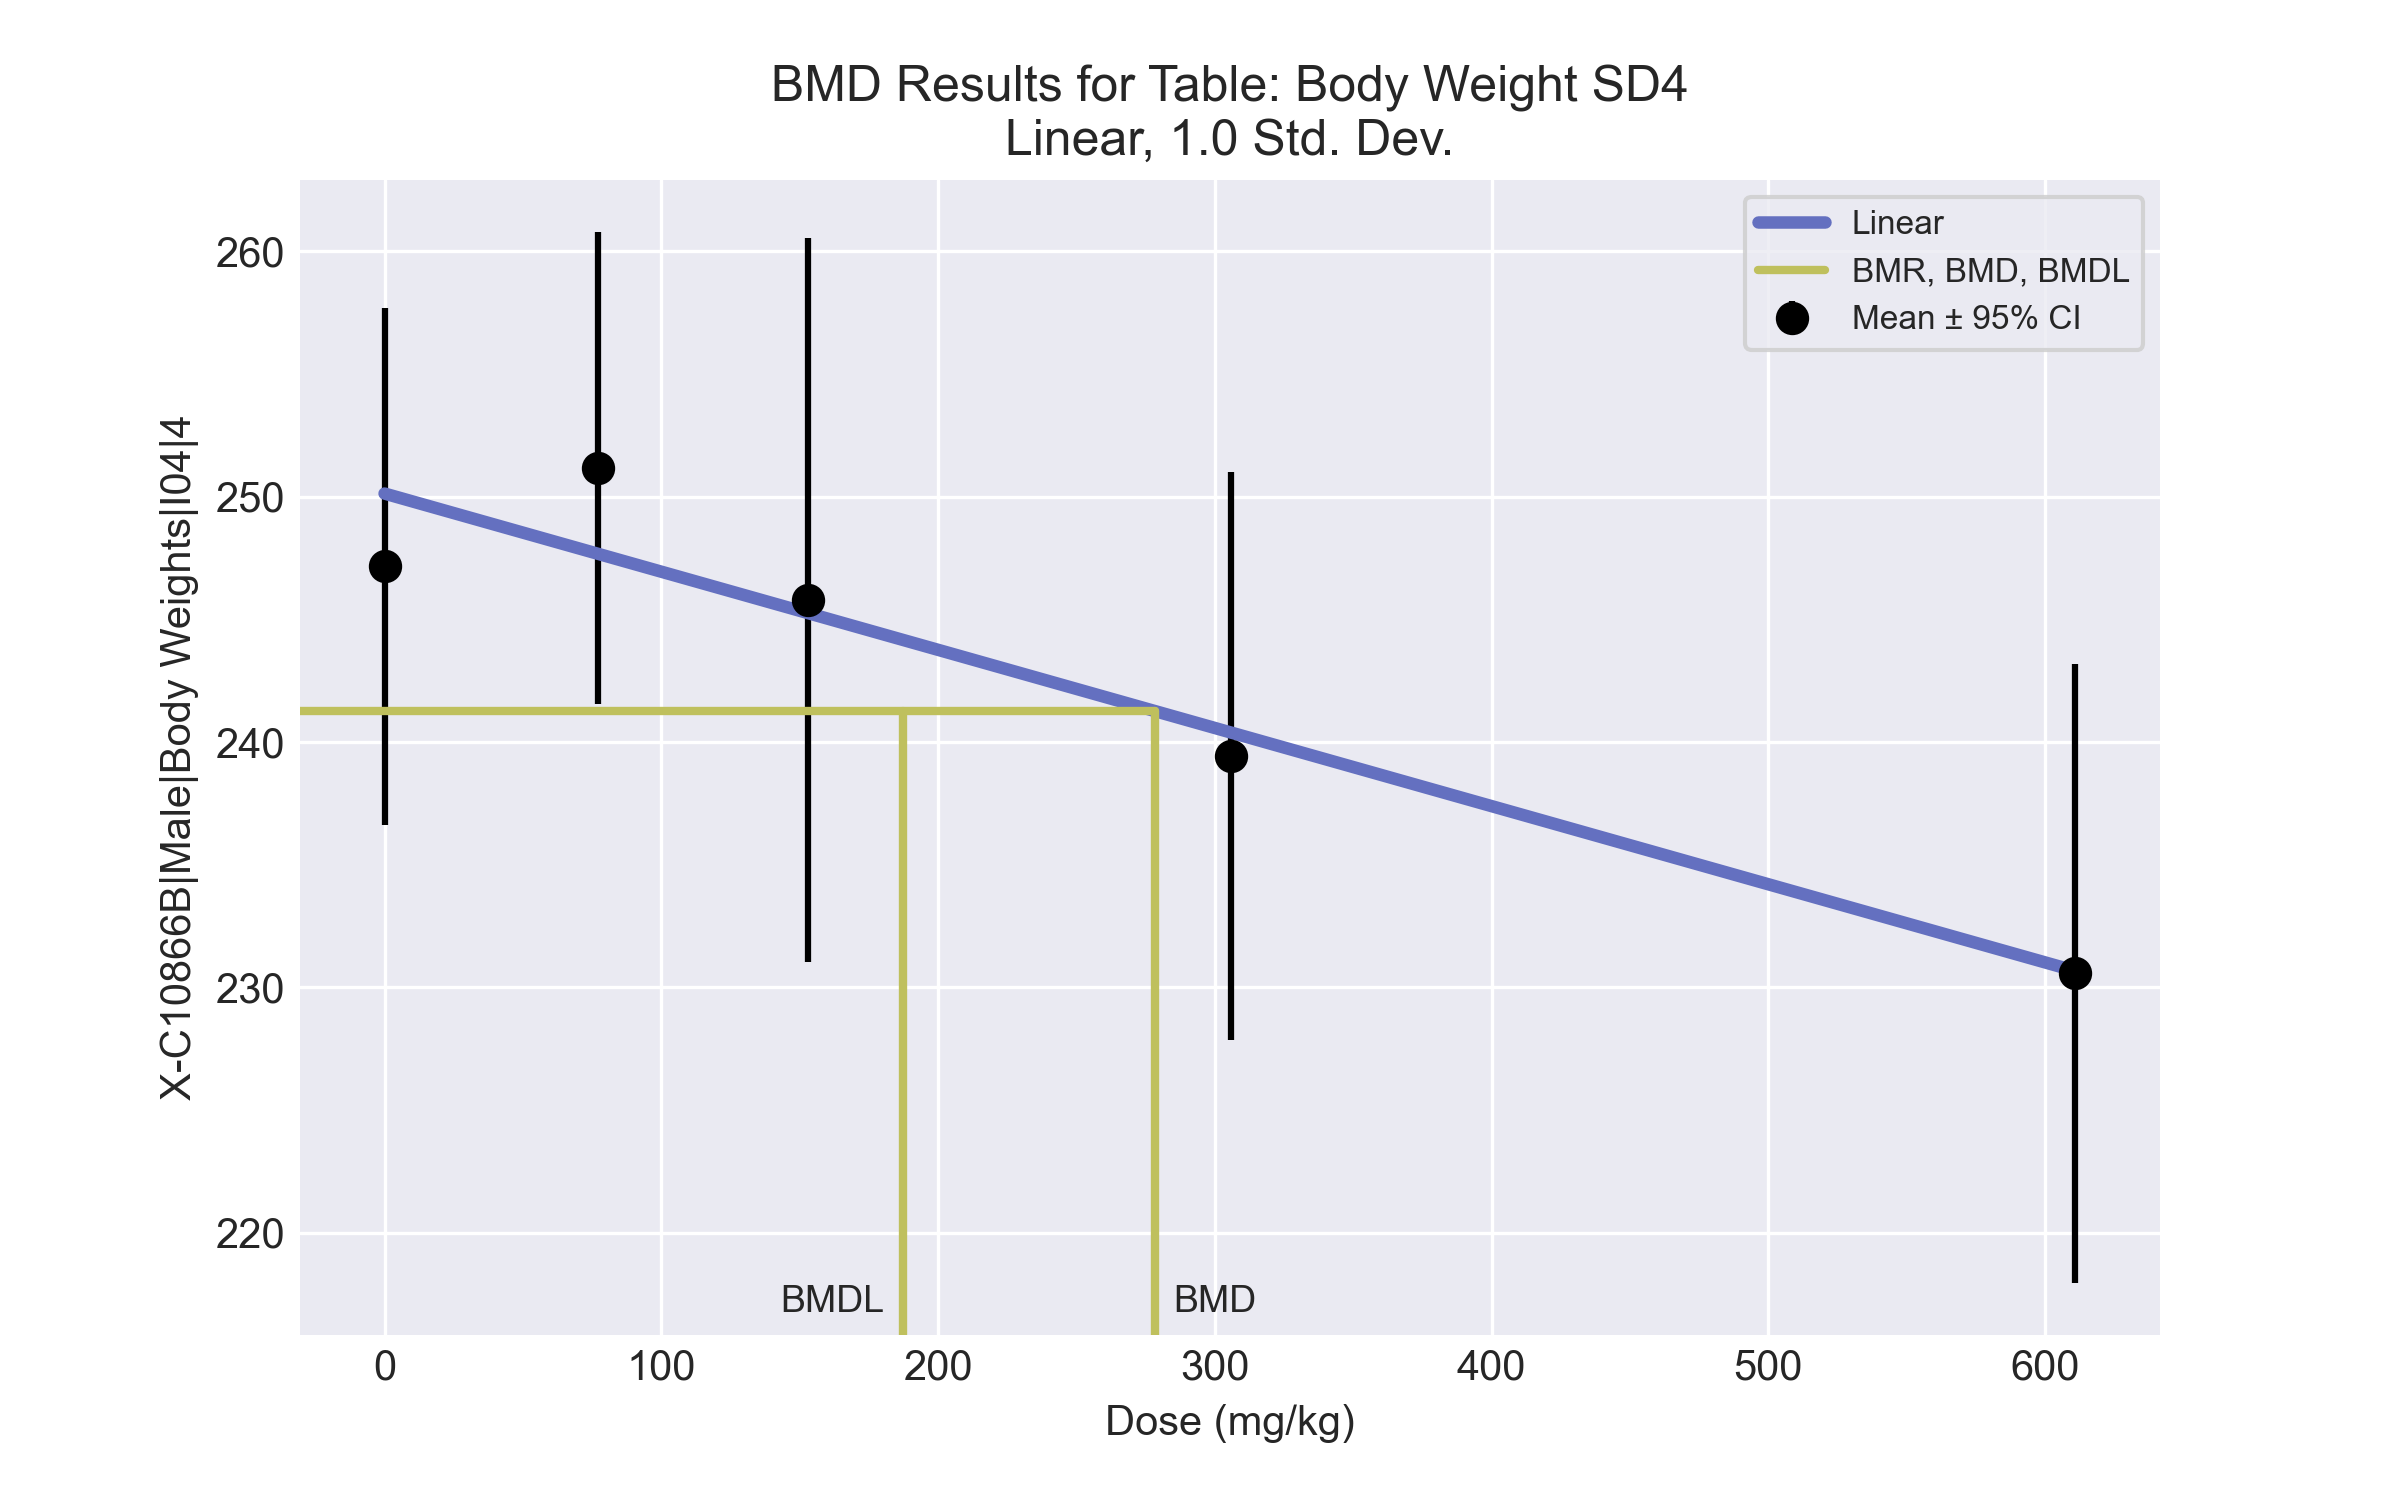 BMD Results for Table: Body Weight SD4
Linear, 1.0 Std. Dev.
Linear
BMR, BMD, BMDL
Mean ± 95% CI
X-C10866B|Male|Body Weights|I04|4
260
250
240
230
220
BMDL
BMD
0
100
200
300
400
500
600
Dose (mg/kg)